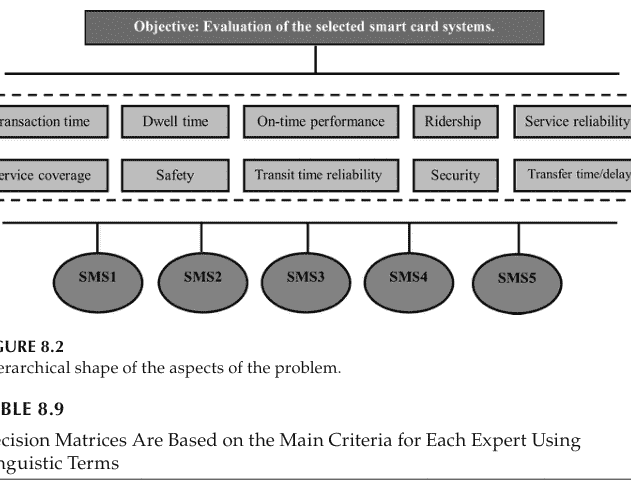 Objective: Evaluation of the selected smart card systems.
ransaction time Dwell time On-time performance Ridership Service reliability
ervice coverage Safety Transit time reliability Security Transfer time/delay
SMS1 SMS2 SMS3 SMS4 SMS5
GURE 8.2
erarchical shape of the aspects of the problem.
BLE 8.9
ecision Matrices Are Based on the Main Criteria for Each Expert Using
nguistic Terms